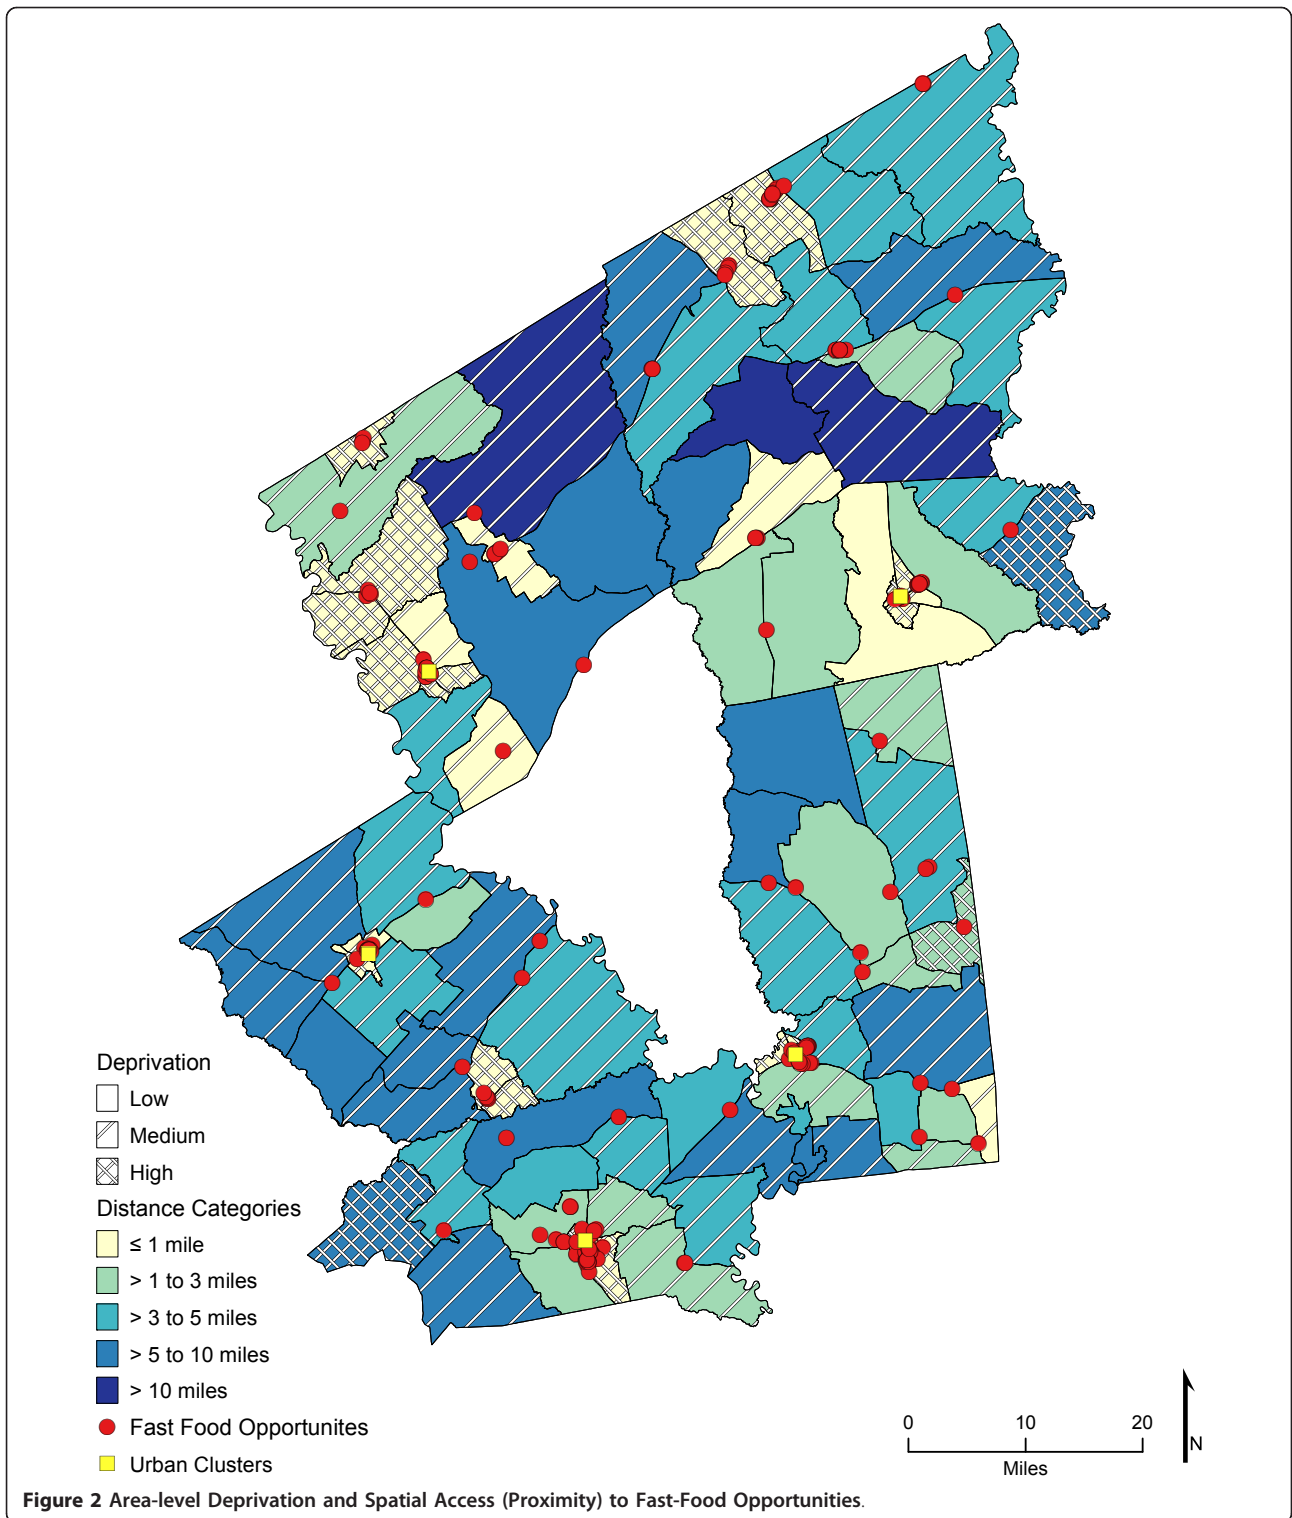 Deprivation
Low
Medium
High
Distance Categories
≤ 1 mile
> 1 to 3 miles
> 3 to 5 miles
> 5 to 10 miles
> 10 miles
Fast Food Opportunites
Urban Clusters
0 10 20
Miles
N
Figure 2 Area-level Deprivation and Spatial Access (Proximity) to Fast-Food Opportunities.